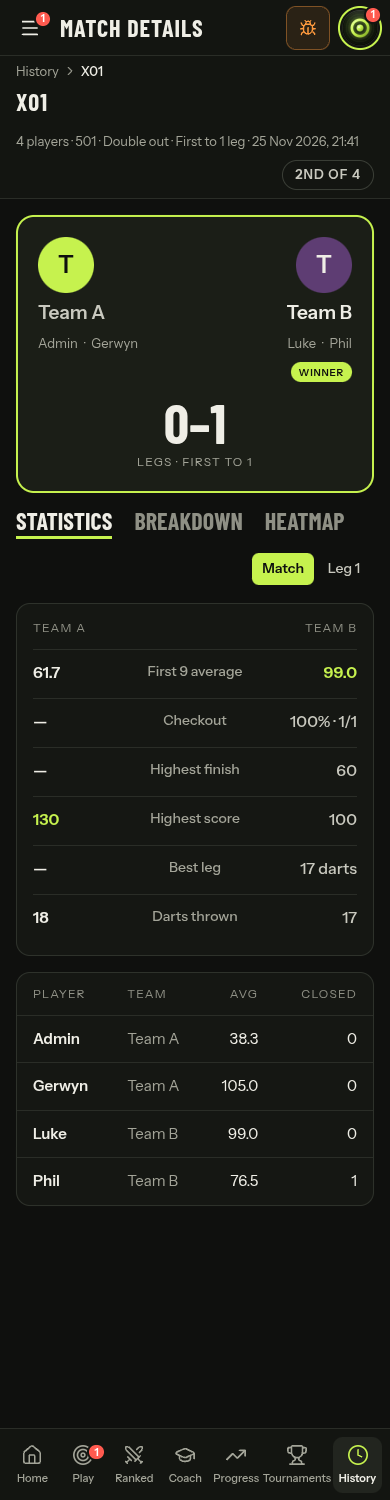 1
MATCH DETAILS
1
History > X01
X01
4 players · 501 · Double out · First to 1 leg · 25 Nov 2026, 21:41
2ND OF 4
T
T
Team A
Team B
Admin · Gerwyn
Luke · Phil
WINNER
0–1
LEGS · FIRST TO 1
STATISTICS BREAKDOWN HEATMAP
Match Leg 1
TEAM A TEAM B
61.7 First 9 average 99.0
— Checkout 100% · 1/1
— Highest finish 60
130 Highest score 100
— Best leg 17 darts
18 Darts thrown 17
PLAYER TEAM AVG CLOSED
Admin Team A 38.3 0
Gerwyn Team A 105.0 0
Luke Team B 99.0 0
Phil Team B 76.5 1
1
Home Play Ranked Coach Progress Tournaments History